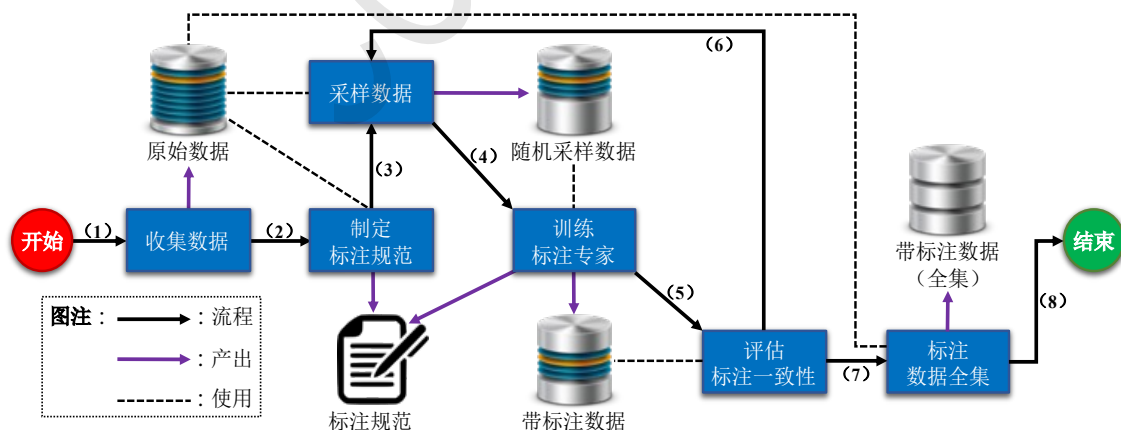 （6）
采样数据
原始数据
（3）
（4）
随机采样数据
开始
（1）
收集数据
（2）
制定
标注规范
训练
标注专家
带标注数据
（全集）
结束
（5）
（8）
图注：
：流程
：产出
：使用
标注规范
带标注数据
评估
标注一致性
（7）
标注
数据全集